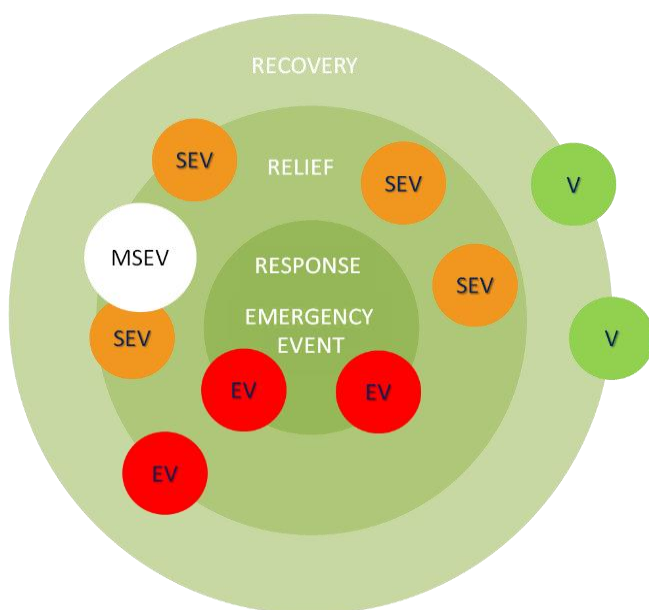 RECOVERY
SEV
RELIEF
SEV
V
MSEV
RESPONSE
SEV
EMERGENCY
EVENT
SEV
V
EV
EV
EV